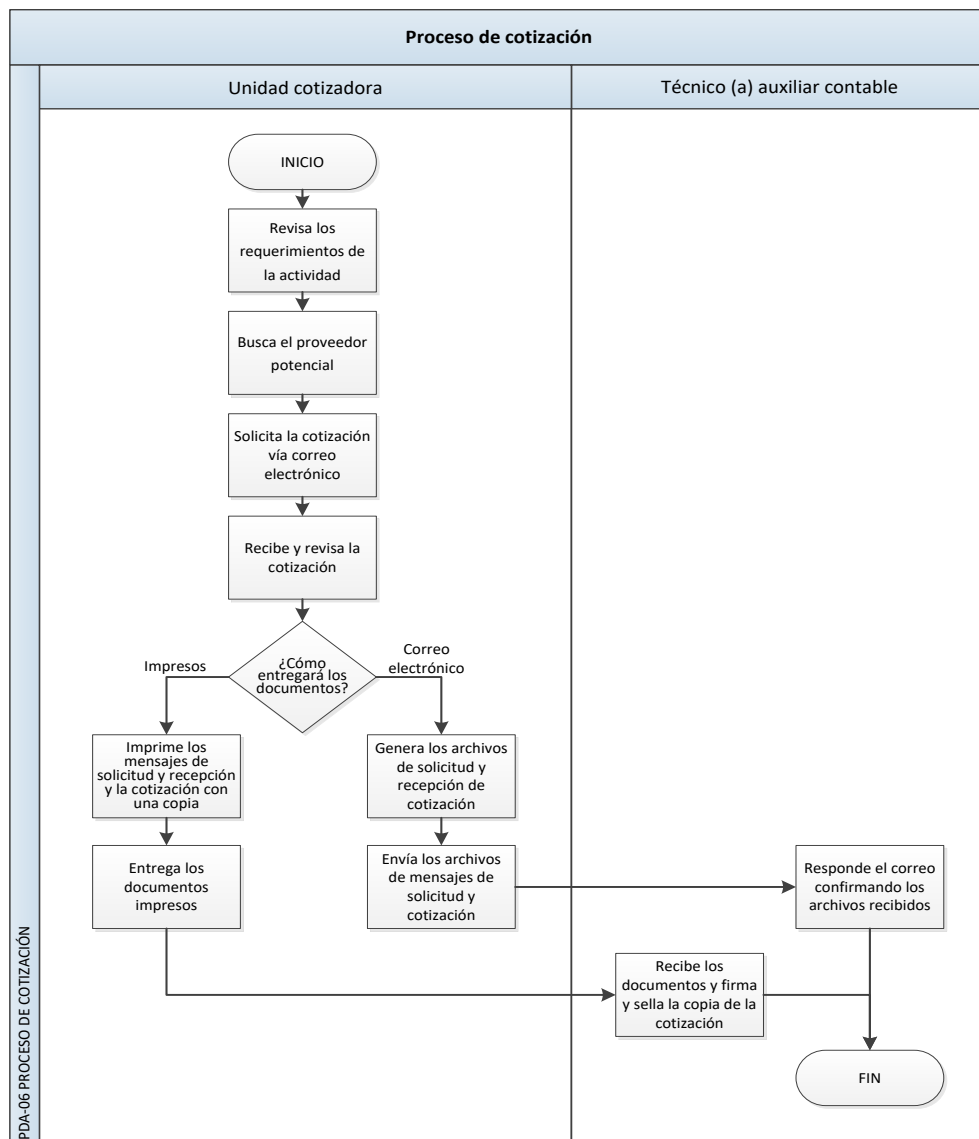 Proceso de cotización
Unidad cotizadora
Técnico (a) auxiliar contable
PDA-06 PROCESO DE COTIZACIÓN
INICIO
Revisa los
requerimientos de
la actividad
Busca el proveedor
potencial
Solicita la cotización
vía correo
electrónico
Recibe y revisa la
cotización
¿Cómo
entregará los
documentos?
Impresos
Correo
electrónico
Imprime los
mensajes de
solicitud y recepción
y la cotización con
una copia
Genera los archivos
de solicitud y
recepción de
cotización
Entrega los
documentos
impresos
Envía los archivos
de mensajes de
solicitud y
cotización
Responde el correo
confirmando los
archivos recibidos
Recibe los
documentos y firma
y sella la copia de la
cotización
FIN